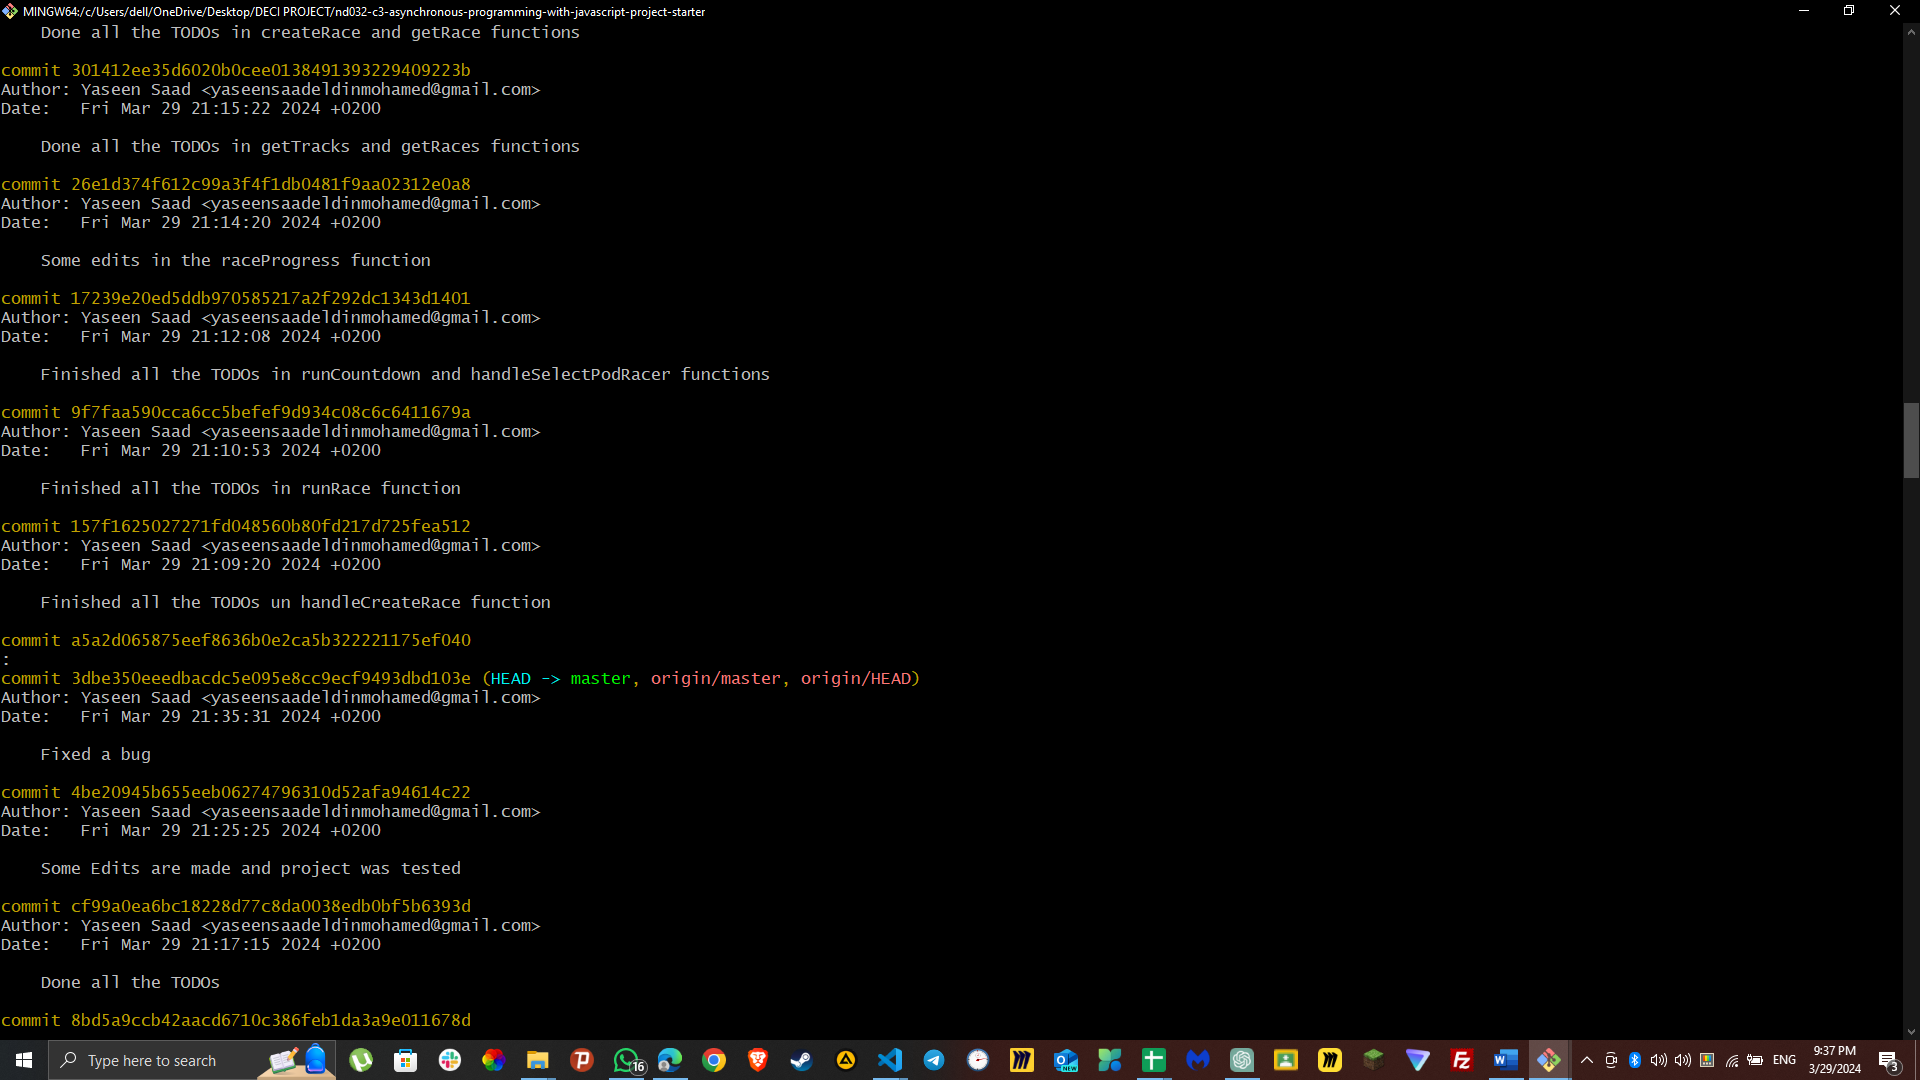 MINGW64:/c/Users/dell/OneDrive/Desktop/DECI PROJECT/nd032-c3-asynchronous-programming-with-javascript-project-starter
    Done all the TODOs in createRace and getRace functions
commit 301412ee35d6020b0cee0138491393229409223b
Author: Yaseen Saad <yaseensaadeldinmohamed@gmail.com>
Date:   Fri Mar 29 21:15:22 2024 +0200
    Done all the TODOs in getTracks and getRaces functions
commit 26e1d374f612c99a3f4f1db0481f9aa02312e0a8
Author: Yaseen Saad <yaseensaadeldinmohamed@gmail.com>
Date:   Fri Mar 29 21:14:20 2024 +0200
    Some edits in the raceProgress function
commit 17239e20ed5ddb970585217a2f292dc1343d1401
Author: Yaseen Saad <yaseensaadeldinmohamed@gmail.com>
Date:   Fri Mar 29 21:12:08 2024 +0200
    Finished all the TODOs in runCountdown and handleSelectPodRacer functions
commit 9f7faa590cca6cc5befef9d934c08c6c6411679a
Author: Yaseen Saad <yaseensaadeldinmohamed@gmail.com>
Date:   Fri Mar 29 21:10:53 2024 +0200
    Finished all the TODOs in runRace function
commit 157f1625027271fd048560b80fd217d725fea512
Author: Yaseen Saad <yaseensaadeldinmohamed@gmail.com>
Date:   Fri Mar 29 21:09:20 2024 +0200
    Finished all the TODOs un handleCreateRace function
commit a5a2d065875eef8636b0e2ca5b322221175ef040
:
commit 3dbe350eeedbacdc5e095e8cc9ecf9493dbd103e (HEAD -> master, origin/master, origin/HEAD)
Author: Yaseen Saad <yaseensaadeldinmohamed@gmail.com>
Date:   Fri Mar 29 21:35:31 2024 +0200
    Fixed a bug
commit 4be20945b655eeb06274796310d52afa94614c22
Author: Yaseen Saad <yaseensaadeldinmohamed@gmail.com>
Date:   Fri Mar 29 21:25:25 2024 +0200
    Some Edits are made and project was tested
commit cf99a0ea6bc18228d77c8da0038edb0bf5b6393d
Author: Yaseen Saad <yaseensaadeldinmohamed@gmail.com>
Date:   Fri Mar 29 21:17:15 2024 +0200
    Done all the TODOs
commit 8bd5a9ccb42aacd6710c386feb1da3a9e011678d
Type here to search
16
NEW
ENG
9:37 PM
3/29/2024
3